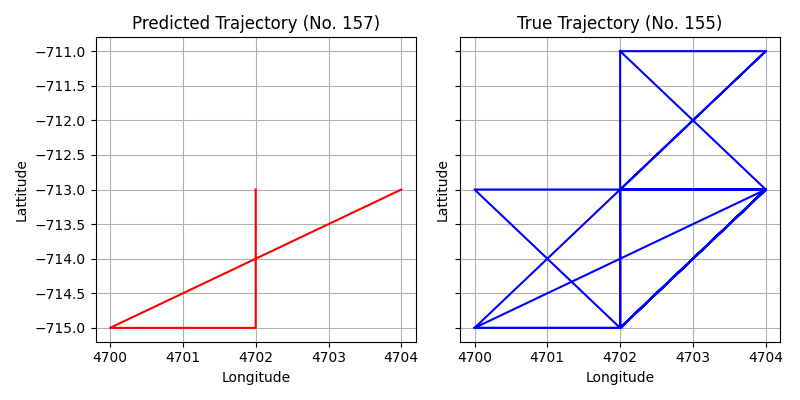 Predicted Trajectory (No. 157)
Lattitude
−711.0
−711.5
−712.0
−712.5
−713.0
−713.5
−714.0
−714.5
−715.0
4700 4701 4702 4703 4704
Longitude
True Trajectory (No. 155)
Lattitude
4700 4701 4702 4703 4704
Longitude